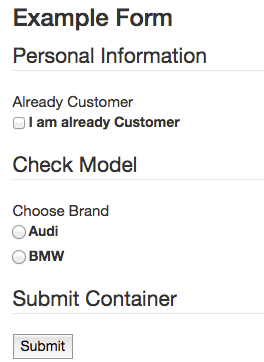 Example Form
Personal Information
Already Customer
I am already Customer
Check Model
Choose Brand
Audi
BMW
Submit Container
Submit